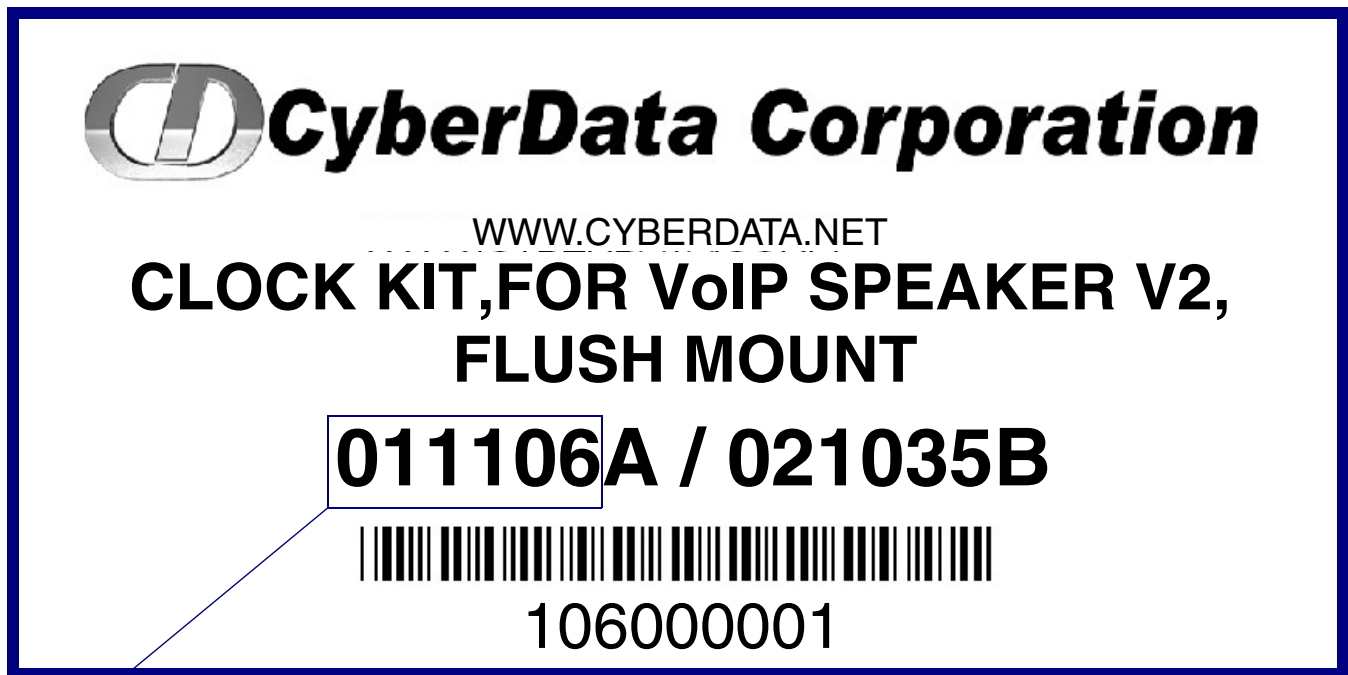 CyberData Corporation
WWW.CYBERDATA.NET
CLOCK KIT,FOR VoIP SPEAKER V2,
FLUSH MOUNT
011106A / 021035B
106000001